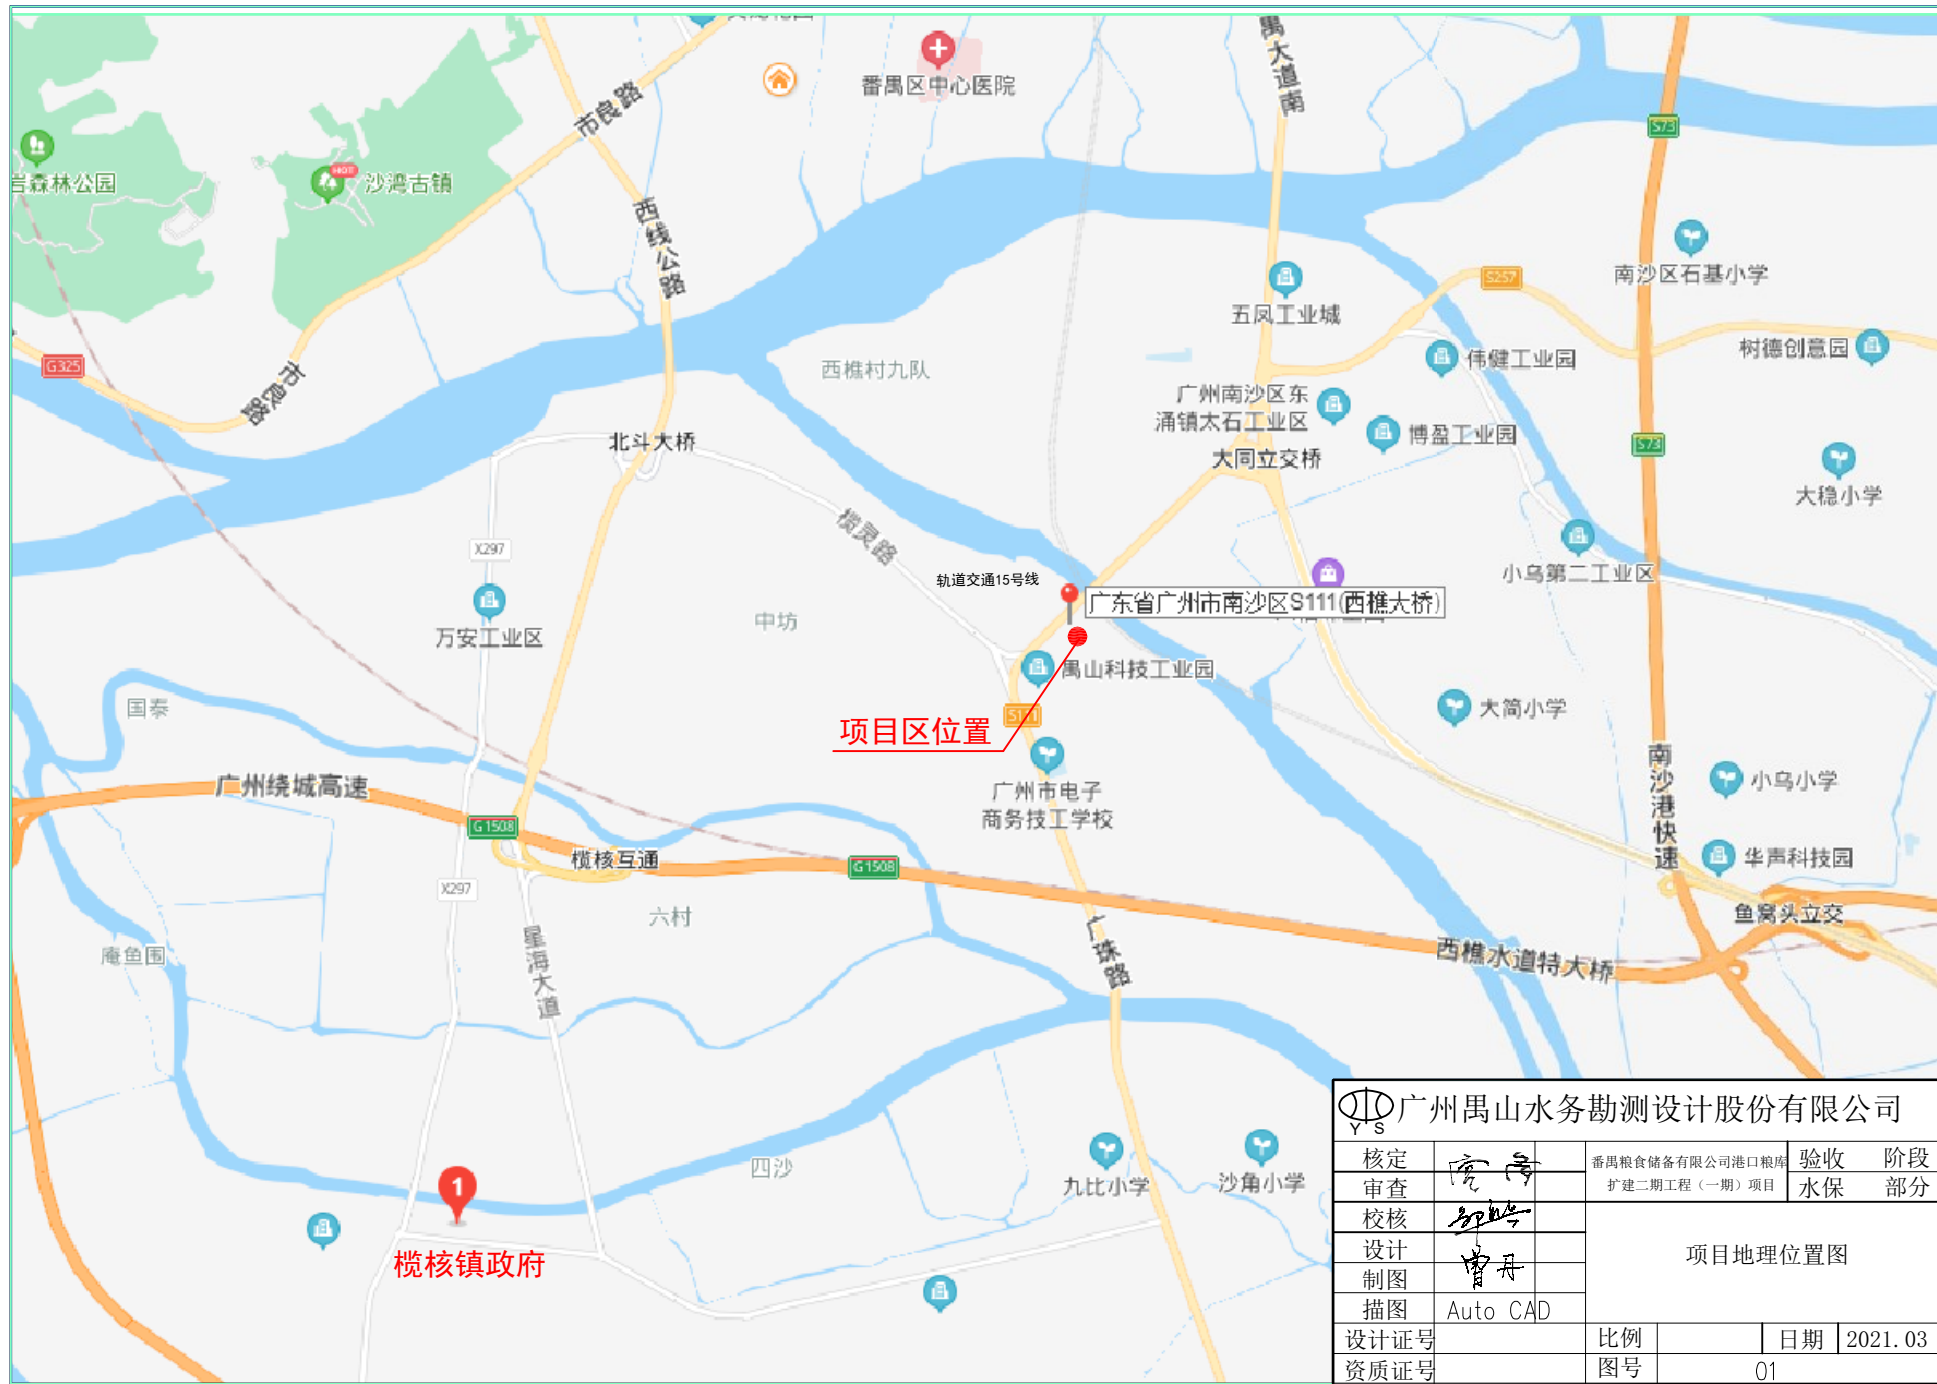 番禺区中心医院
禺大道南
市良路
S73
岩森林公园
HOT!
沙湾古镇
西线公路
南沙区石基小学
S257
五凤工业城
G325
市良路
西樵村九队
伟健工业园
树德创意园
广州南沙区东
涌镇太石工业区
博盈工业园
北斗大桥
大同立交桥
S73
大稳小学
榄灵路
X297
小乌第二工业区
轨道交通15号线
广东省广州市南沙区S111(西樵大桥)
万安工业区
中坊
禺山科技工业园
国泰
大简小学
S111
项目区位置
南沙港快速
广州绕城高速
广州市电子
商务技工学校
小乌小学
G1508
榄核互通
G1508
华声科技园
X297
六村
鱼窝头立交
庵鱼围
星海大道
广珠路
西樵水道特大桥
四沙
九比小学
沙角小学
1
榄核镇政府
YS
广州禺山水务勘测设计股份有限公司
核定
番禺粮食储备有限公司港口粮库
扩建二期工程（一期）项目
验收 阶段
审查
水保 部分
校核
设计
曾丹
项目地理位置图
制图
描图 Auto CAD
设计证号 比例 日期 2021.03
资质证号 图号 01